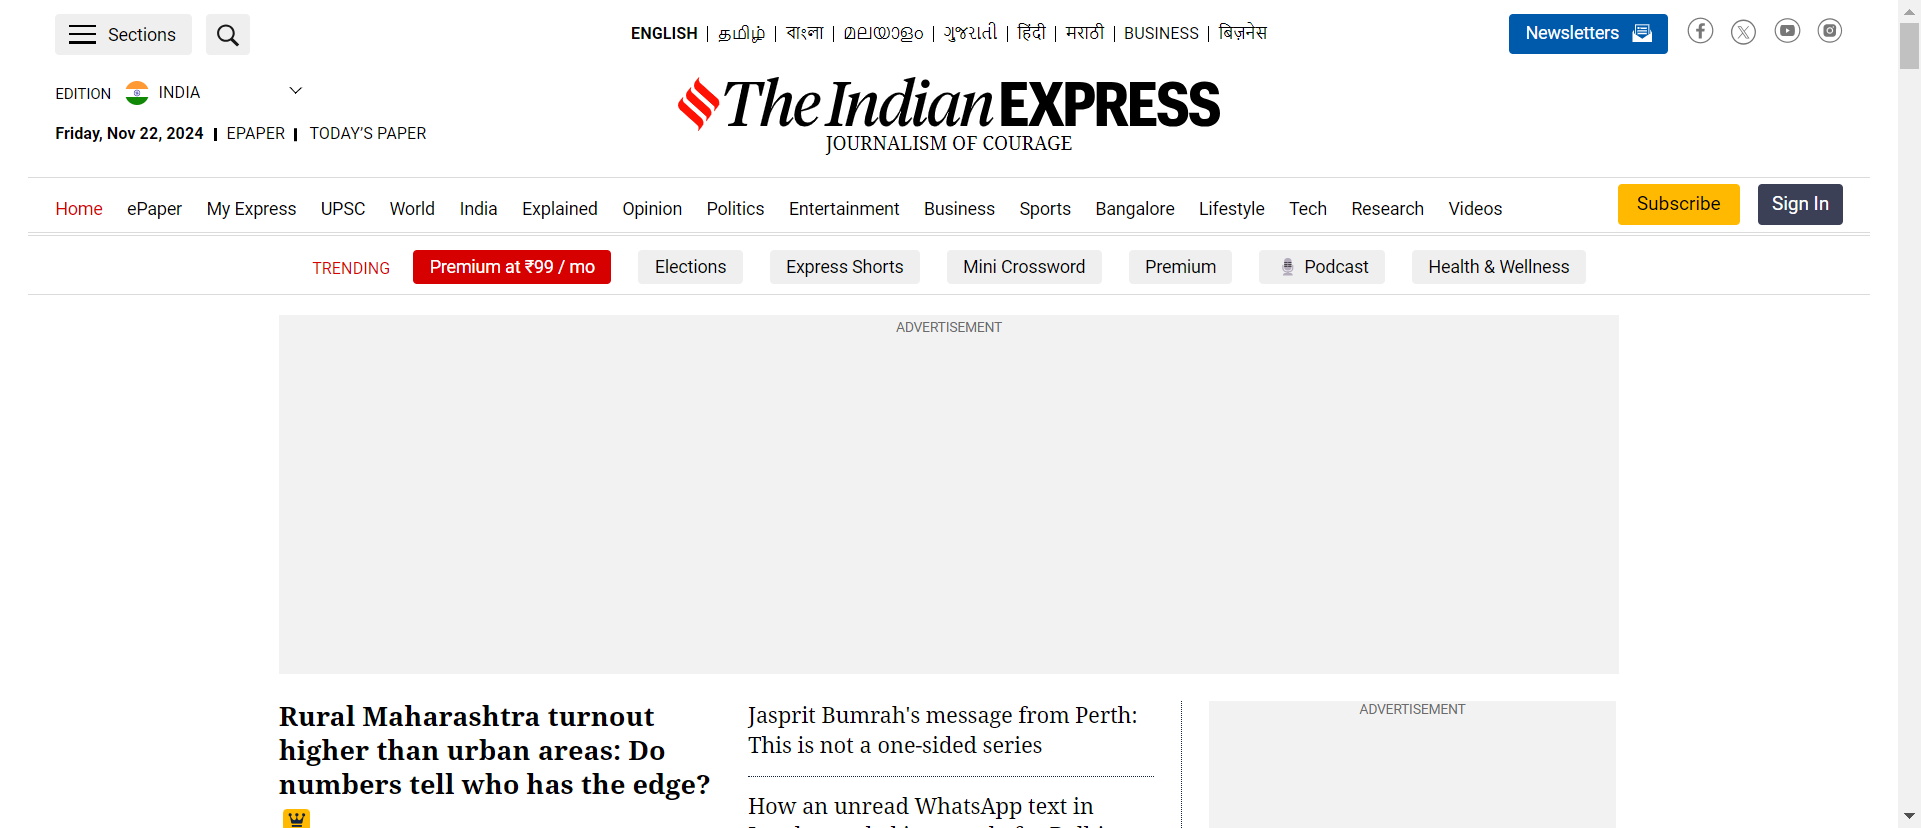 Sections
ENGLISH | தமிழ் | বাংলা | മലയാളം | ગુજરાતી | हिंदी | मराठी | BUSINESS | बिज़नेस
Newsletters
EDITION INDIA
The Indian EXPRESS
JOURNALISM OF COURAGE
Friday, Nov 22, 2024 | EPAPER | TODAY’S PAPER
Home ePaper My Express UPSC World India Explained Opinion Politics Entertainment Business Sports Bangalore Lifestyle Tech Research Videos
Subscribe Sign In
TRENDING Premium at ₹99 / mo Elections Express Shorts Mini Crossword Premium Podcast Health & Wellness
ADVERTISEMENT
Rural Maharashtra turnout
higher than urban areas: Do
numbers tell who has the edge?
Jasprit Bumrah's message from Perth:
This is not a one-sided series
How an unread WhatsApp text in
ADVERTISEMENT